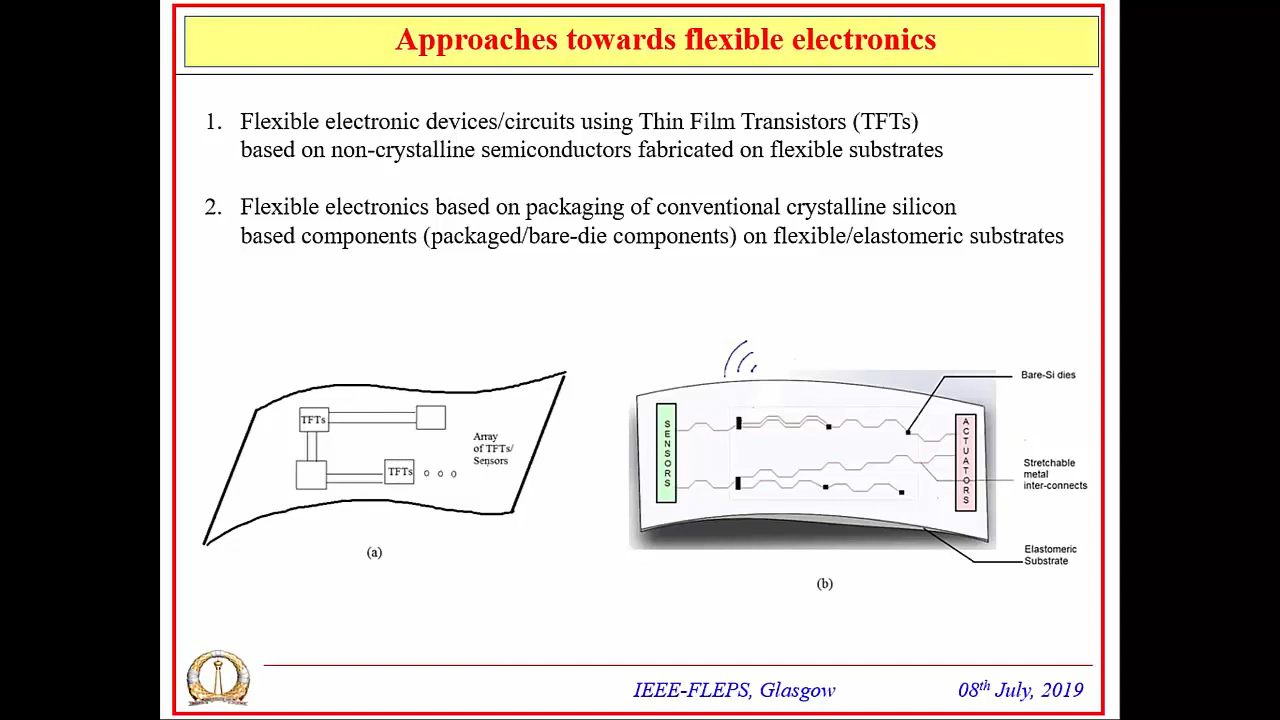 Approaches towards flexible electronics
1. Flexible electronic devices/circuits using Thin Film Transistors (TFTs)
based on non-crystalline semiconductors fabricated on flexible substrates
2. Flexible electronics based on packaging of conventional crystalline silicon
based components (packaged/bare-die components) on flexible/elastomeric substrates
TFTs
TFTs
Array
of TFTs/
Sensors
(a)
SENSORS
ACTUATORS
Bare-Si dies
Stretchable
metal
inter-connects
Elastomeric
Substrate
(b)
IEEE-FLEPS, Glasgow
08th July, 2019